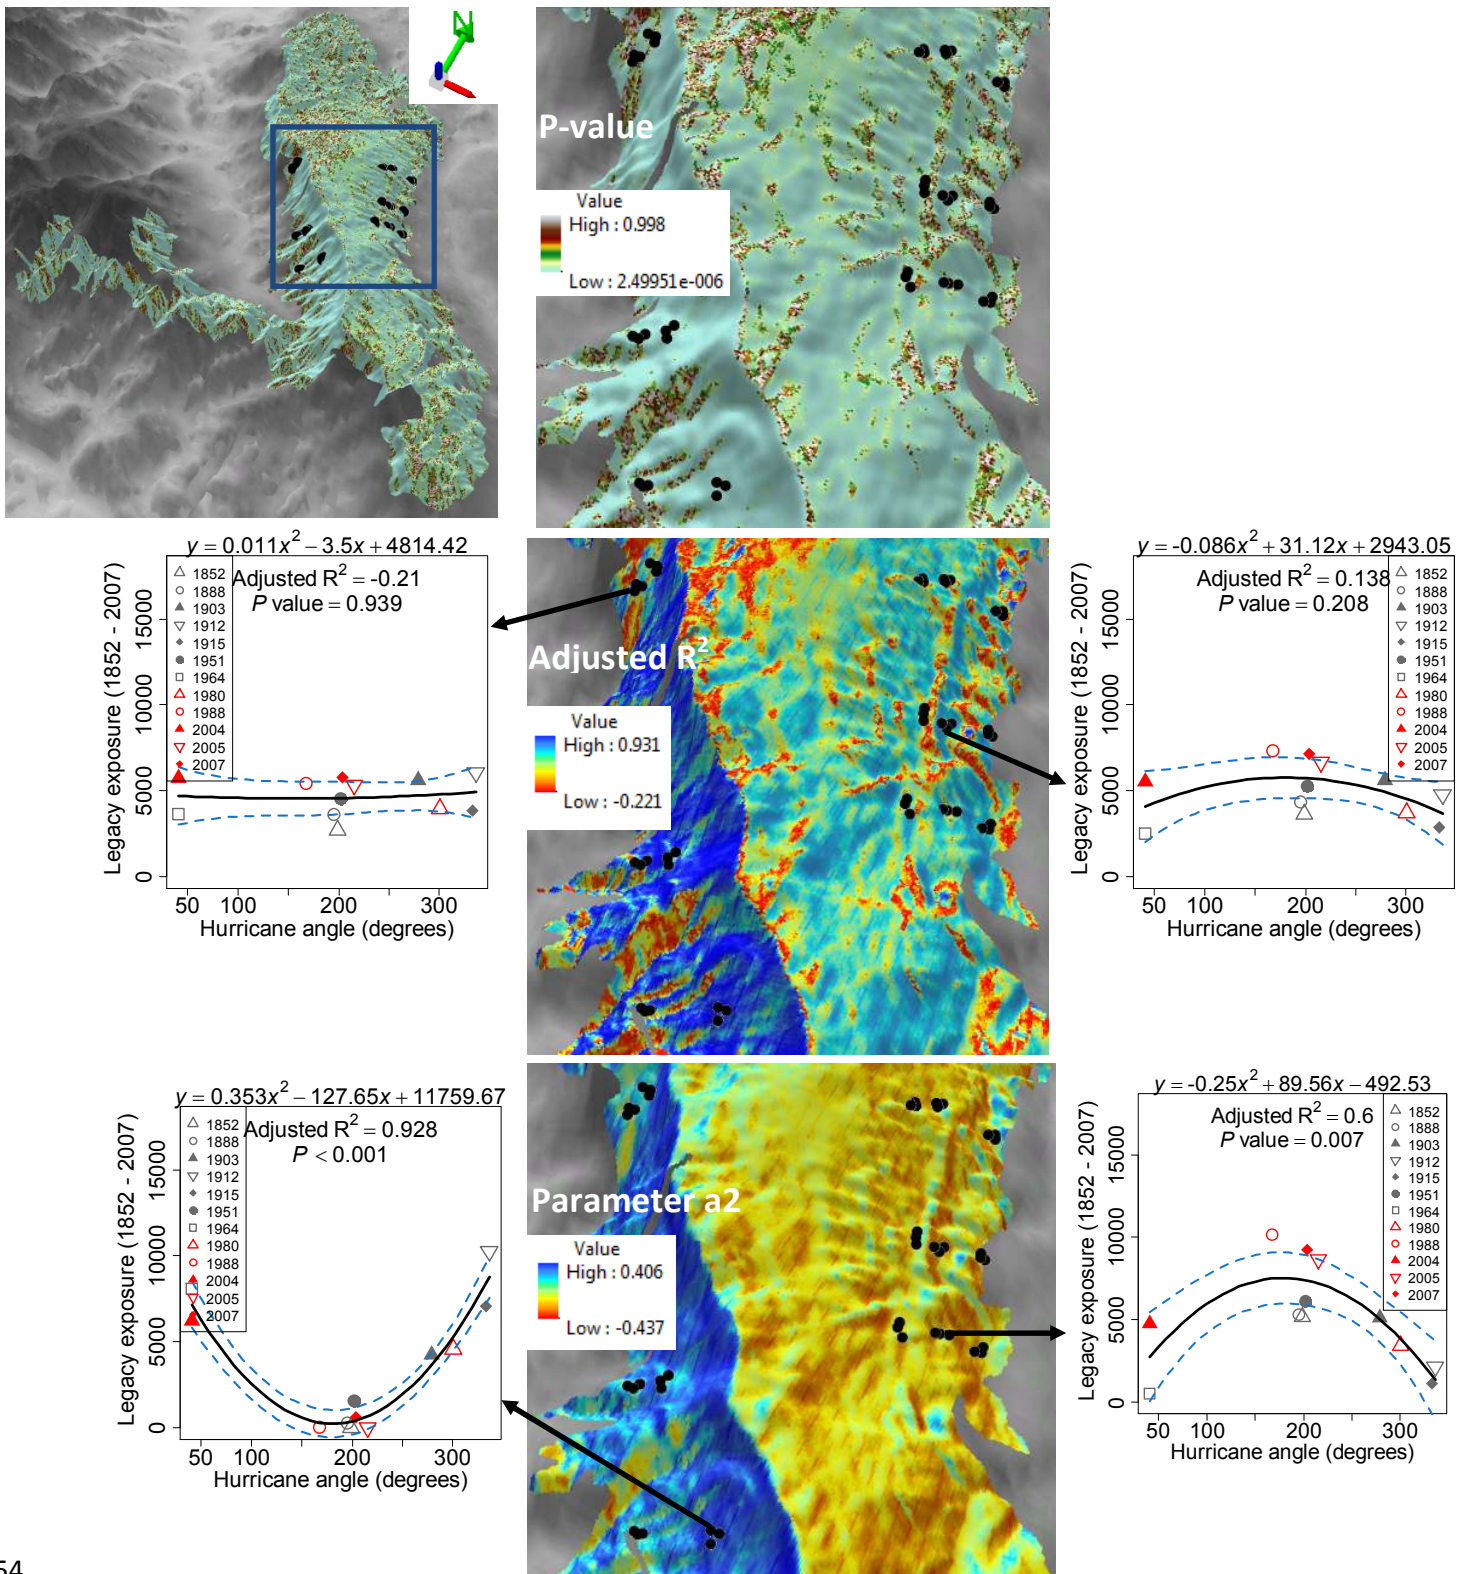 P-value
Value
High : 0.998
Low : 2.49951e-006
y = 0.011x² – 3.5x + 4814.42
Adjusted R² = -0.21
P value = 0.939
1852
1888
1903
1912
1915
1951
1964
1980
1988
2004
2005
2007
Legacy exposure (1852 - 2007)
0
5000
10000
15000
50
100
200
300
Hurricane angle (degrees)
Adjusted R²
Value
High : 0.931
Low : -0.221
y = -0.086x² + 31.12x + 2943.05
Adjusted R² = 0.138
P value = 0.208
1852
1888
1903
1912
1915
1951
1964
1980
1988
2004
2005
2007
Legacy exposure (1852 - 2007)
0
5000
10000
15000
50
100
200
300
Hurricane angle (degrees)
y = 0.353x² – 127.65x + 11759.67
Adjusted R² = 0.928
P < 0.001
1852
1888
1903
1912
1915
1951
1964
1980
1988
2004
2005
2007
Legacy exposure (1852 - 2007)
0
5000
10000
15000
50
100
200
300
Hurricane angle (degrees)
Parameter a2
Value
High : 0.406
Low : -0.437
y = -0.25x² + 89.56x – 492.53
Adjusted R² = 0.6
P value = 0.007
1852
1888
1903
1912
1915
1951
1964
1980
1988
2004
2005
2007
Legacy exposure (1852 - 2007)
0
5000
10000
15000
50
100
200
300
Hurricane angle (degrees)